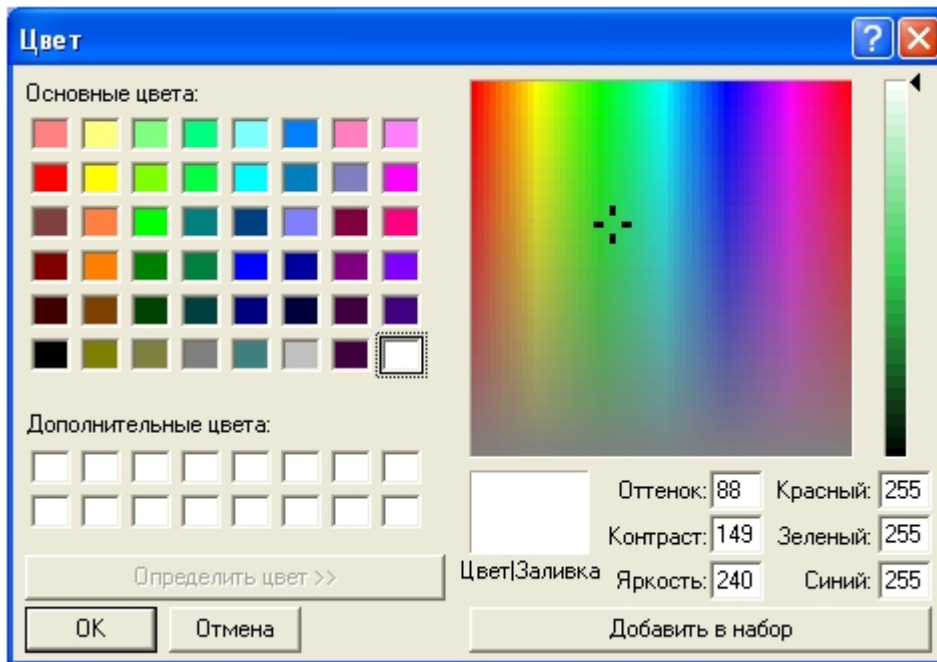 Цвет
Основные цвета:
Дополнительные цвета:
Определить цвет >>
OK
Отмена
Цвет|Заливка
Оттенок: 88
Контраст: 149
Яркость: 240
Красный: 255
Зеленый: 255
Синий: 255
Добавить в набор